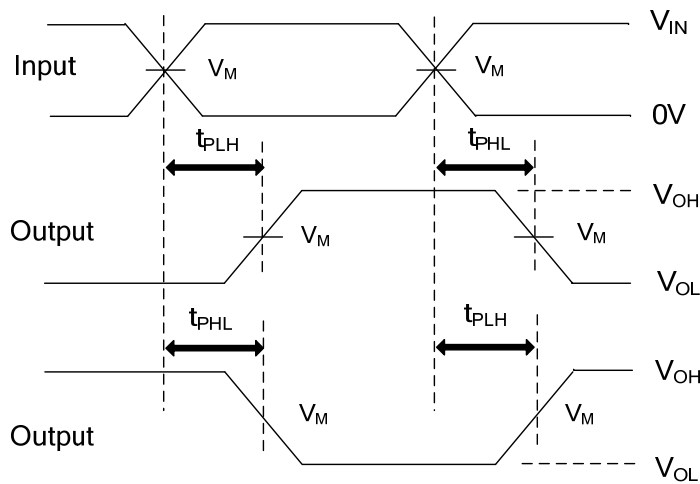 V_IN
Input V_M V_M
0V
t_PLH t_PHL
V_OH
Output V_M V_M
V_OL
t_PHL t_PLH
V_OH
V_M V_M
Output
V_OL